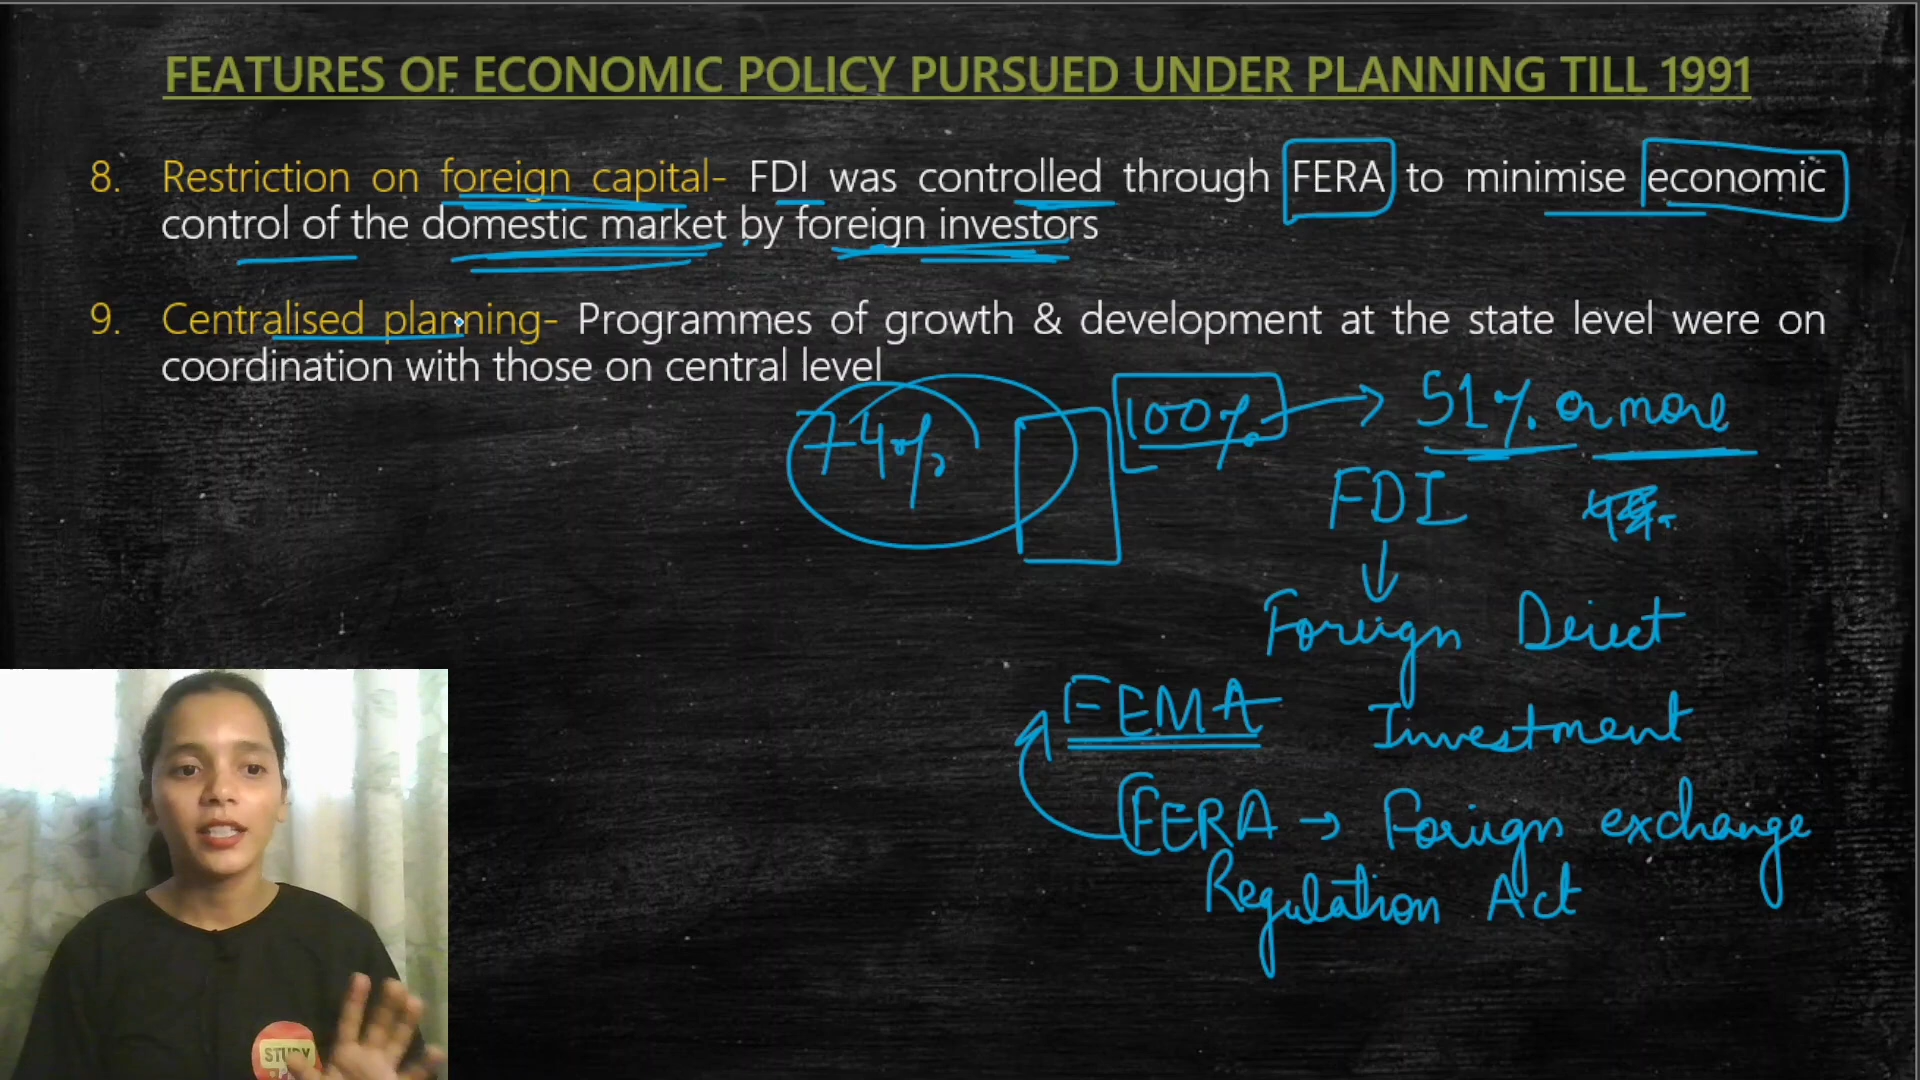 FEATURES OF ECONOMIC POLICY PURSUED UNDER PLANNING TILL 1991
8. Restriction on foreign capital- FDI was controlled through FERA to minimise economic
control of the domestic market by foreign investors
9. Centralised planning- Programmes of growth & development at the state level were on
coordination with those on central level
74% 100% → 51% or more
FDI
↓
Foreign Direct
Investment
FEMA
FERA → Foreign exchange
Regulation Act
STUDY